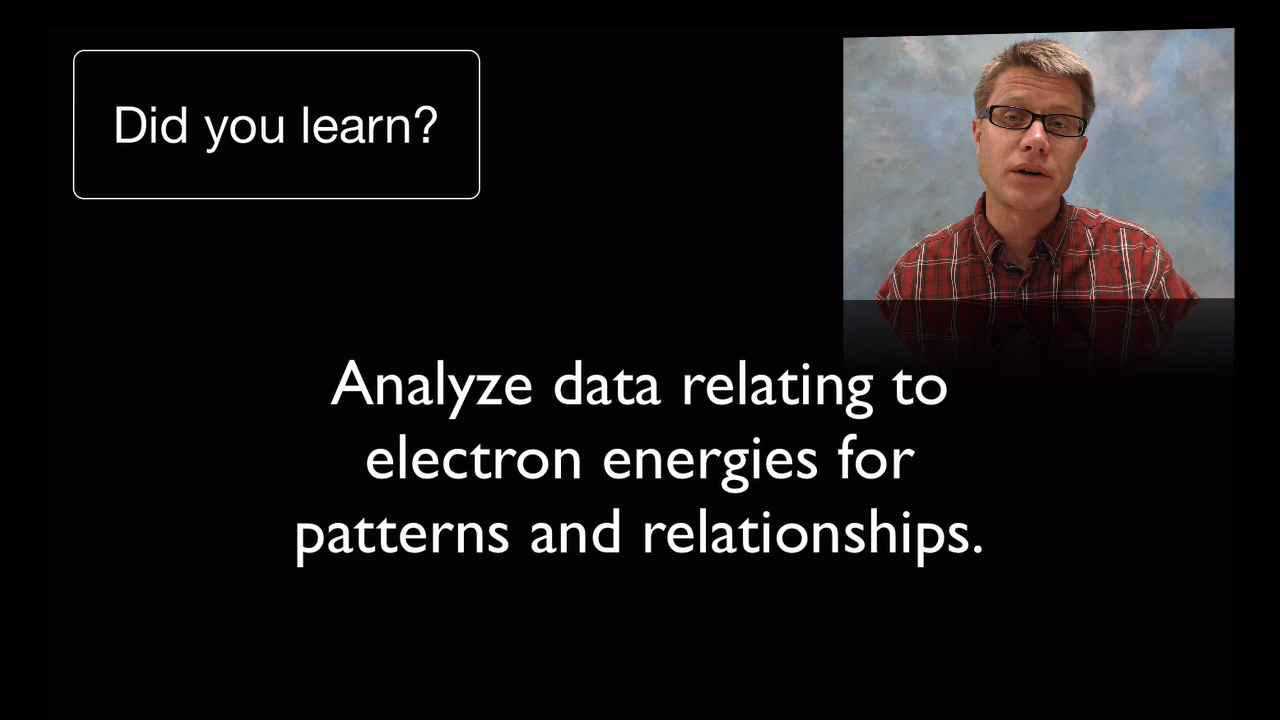 Did you learn?
Analyze data relating to
electron energies for
patterns and relationships.